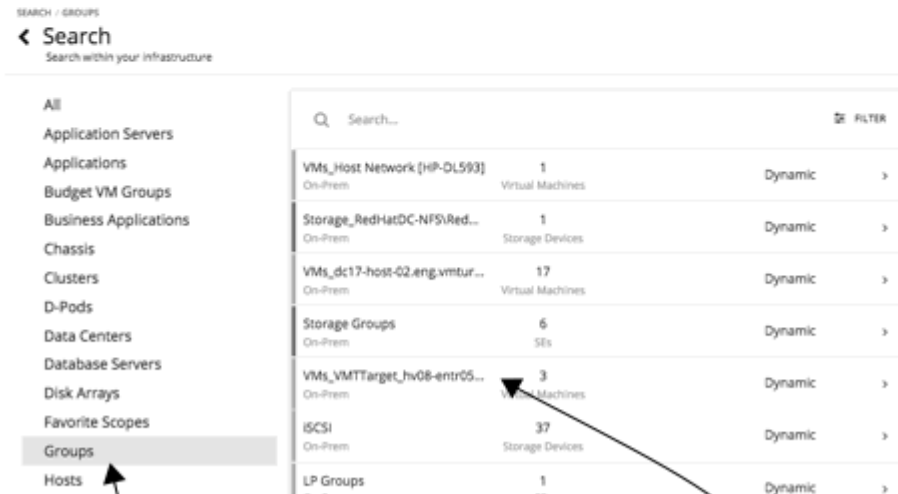 SEARCH / GROUPS
Search
Search within your infrastructure
All
Application Servers
Applications
Budget VM Groups
Business Applications
Chassis
Clusters
D-Pods
Data Centers
Database Servers
Disk Arrays
Favorite Scopes
Groups
Hosts
Search...
FILTER
VMs_Host Network [HP-DL593] 1 Dynamic
On-Prem Virtual Machines
Storage_RedHatDC-NFS\Red... 1 Dynamic
On-Prem Storage Devices
VMs_dc17-host-02.eng.vmtur... 17 Dynamic
On-Prem Virtual Machines
Storage Groups 6 Dynamic
On-Prem SEs
VMs_VMTTarget_hv08-entr05... 3 Dynamic
On-Prem Virtual Machines
iSCSI 37 Dynamic
On-Prem Storage Devices
LP Groups 1 Dynamic